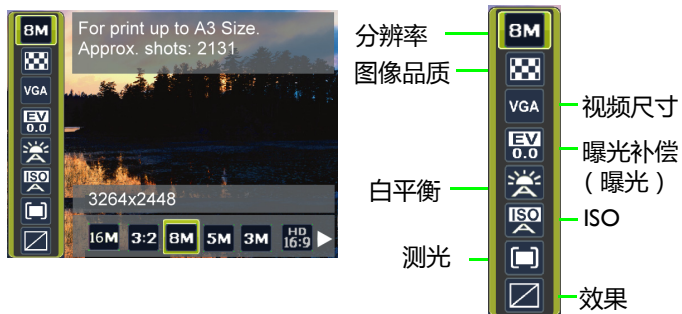 8M
VGA
EV
0.0
ISO
For print up to A3 Size.
Approx. shots: 2131
3264x2448
16M 3:2 8M 5M 3M HD 16:9
分辨率
图像品质
白平衡
测光
8M
VGA
EV
0.0
ISO
视频尺寸
曝光补偿
（曝光）
ISO
效果